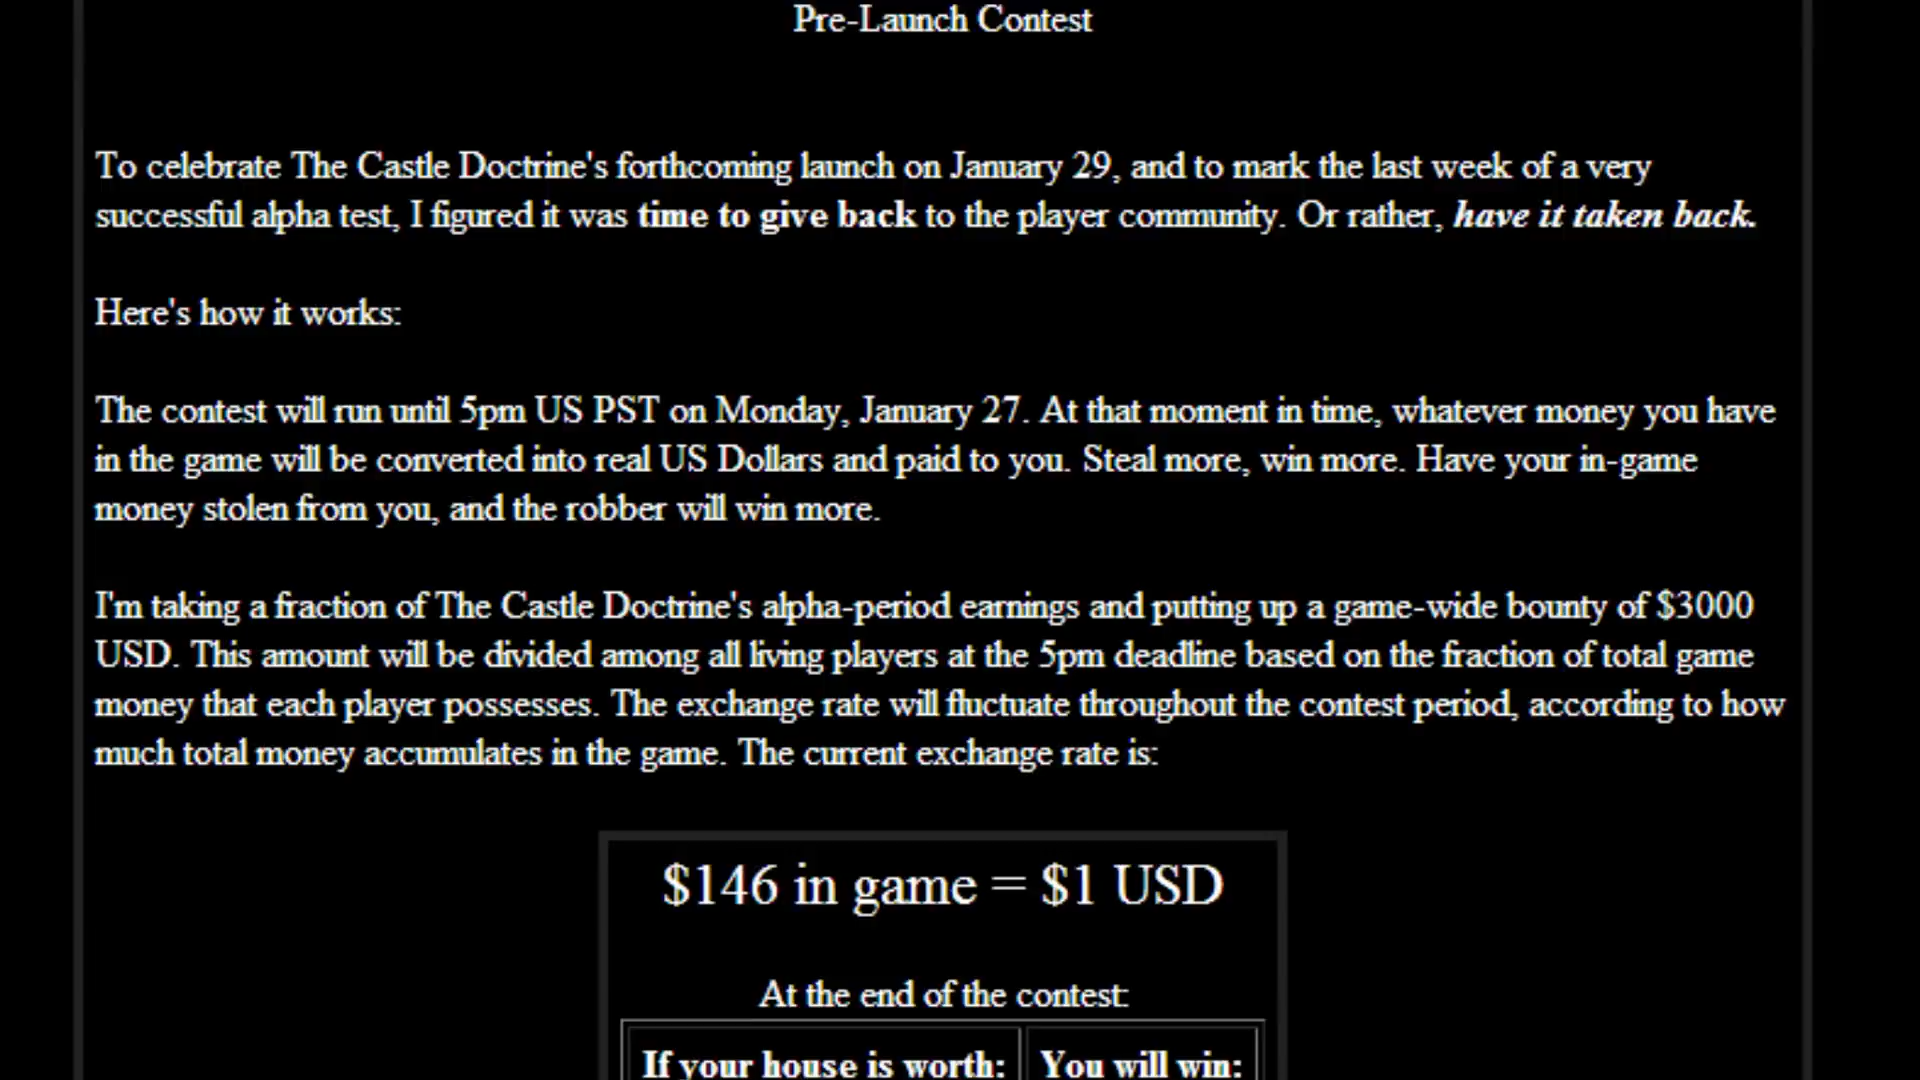 Pre-Launch Contest
To celebrate The Castle Doctrine's forthcoming launch on January 29, and to mark the last week of a very
successful alpha test, I figured it was time to give back to the player community. Or rather, have it taken back.
Here's how it works:
The contest will run until 5pm US PST on Monday, January 27. At that moment in time, whatever money you have
in the game will be converted into real US Dollars and paid to you. Steal more, win more. Have your in-game
money stolen from you, and the robber will win more.
I'm taking a fraction of The Castle Doctrine's alpha-period earnings and putting up a game-wide bounty of $3000
USD. This amount will be divided among all living players at the 5pm deadline based on the fraction of total game
money that each player possesses. The exchange rate will fluctuate throughout the contest period, according to how
much total money accumulates in the game. The current exchange rate is:
$146 in game = $1 USD
At the end of the contest:
If your house is worth: You will win: